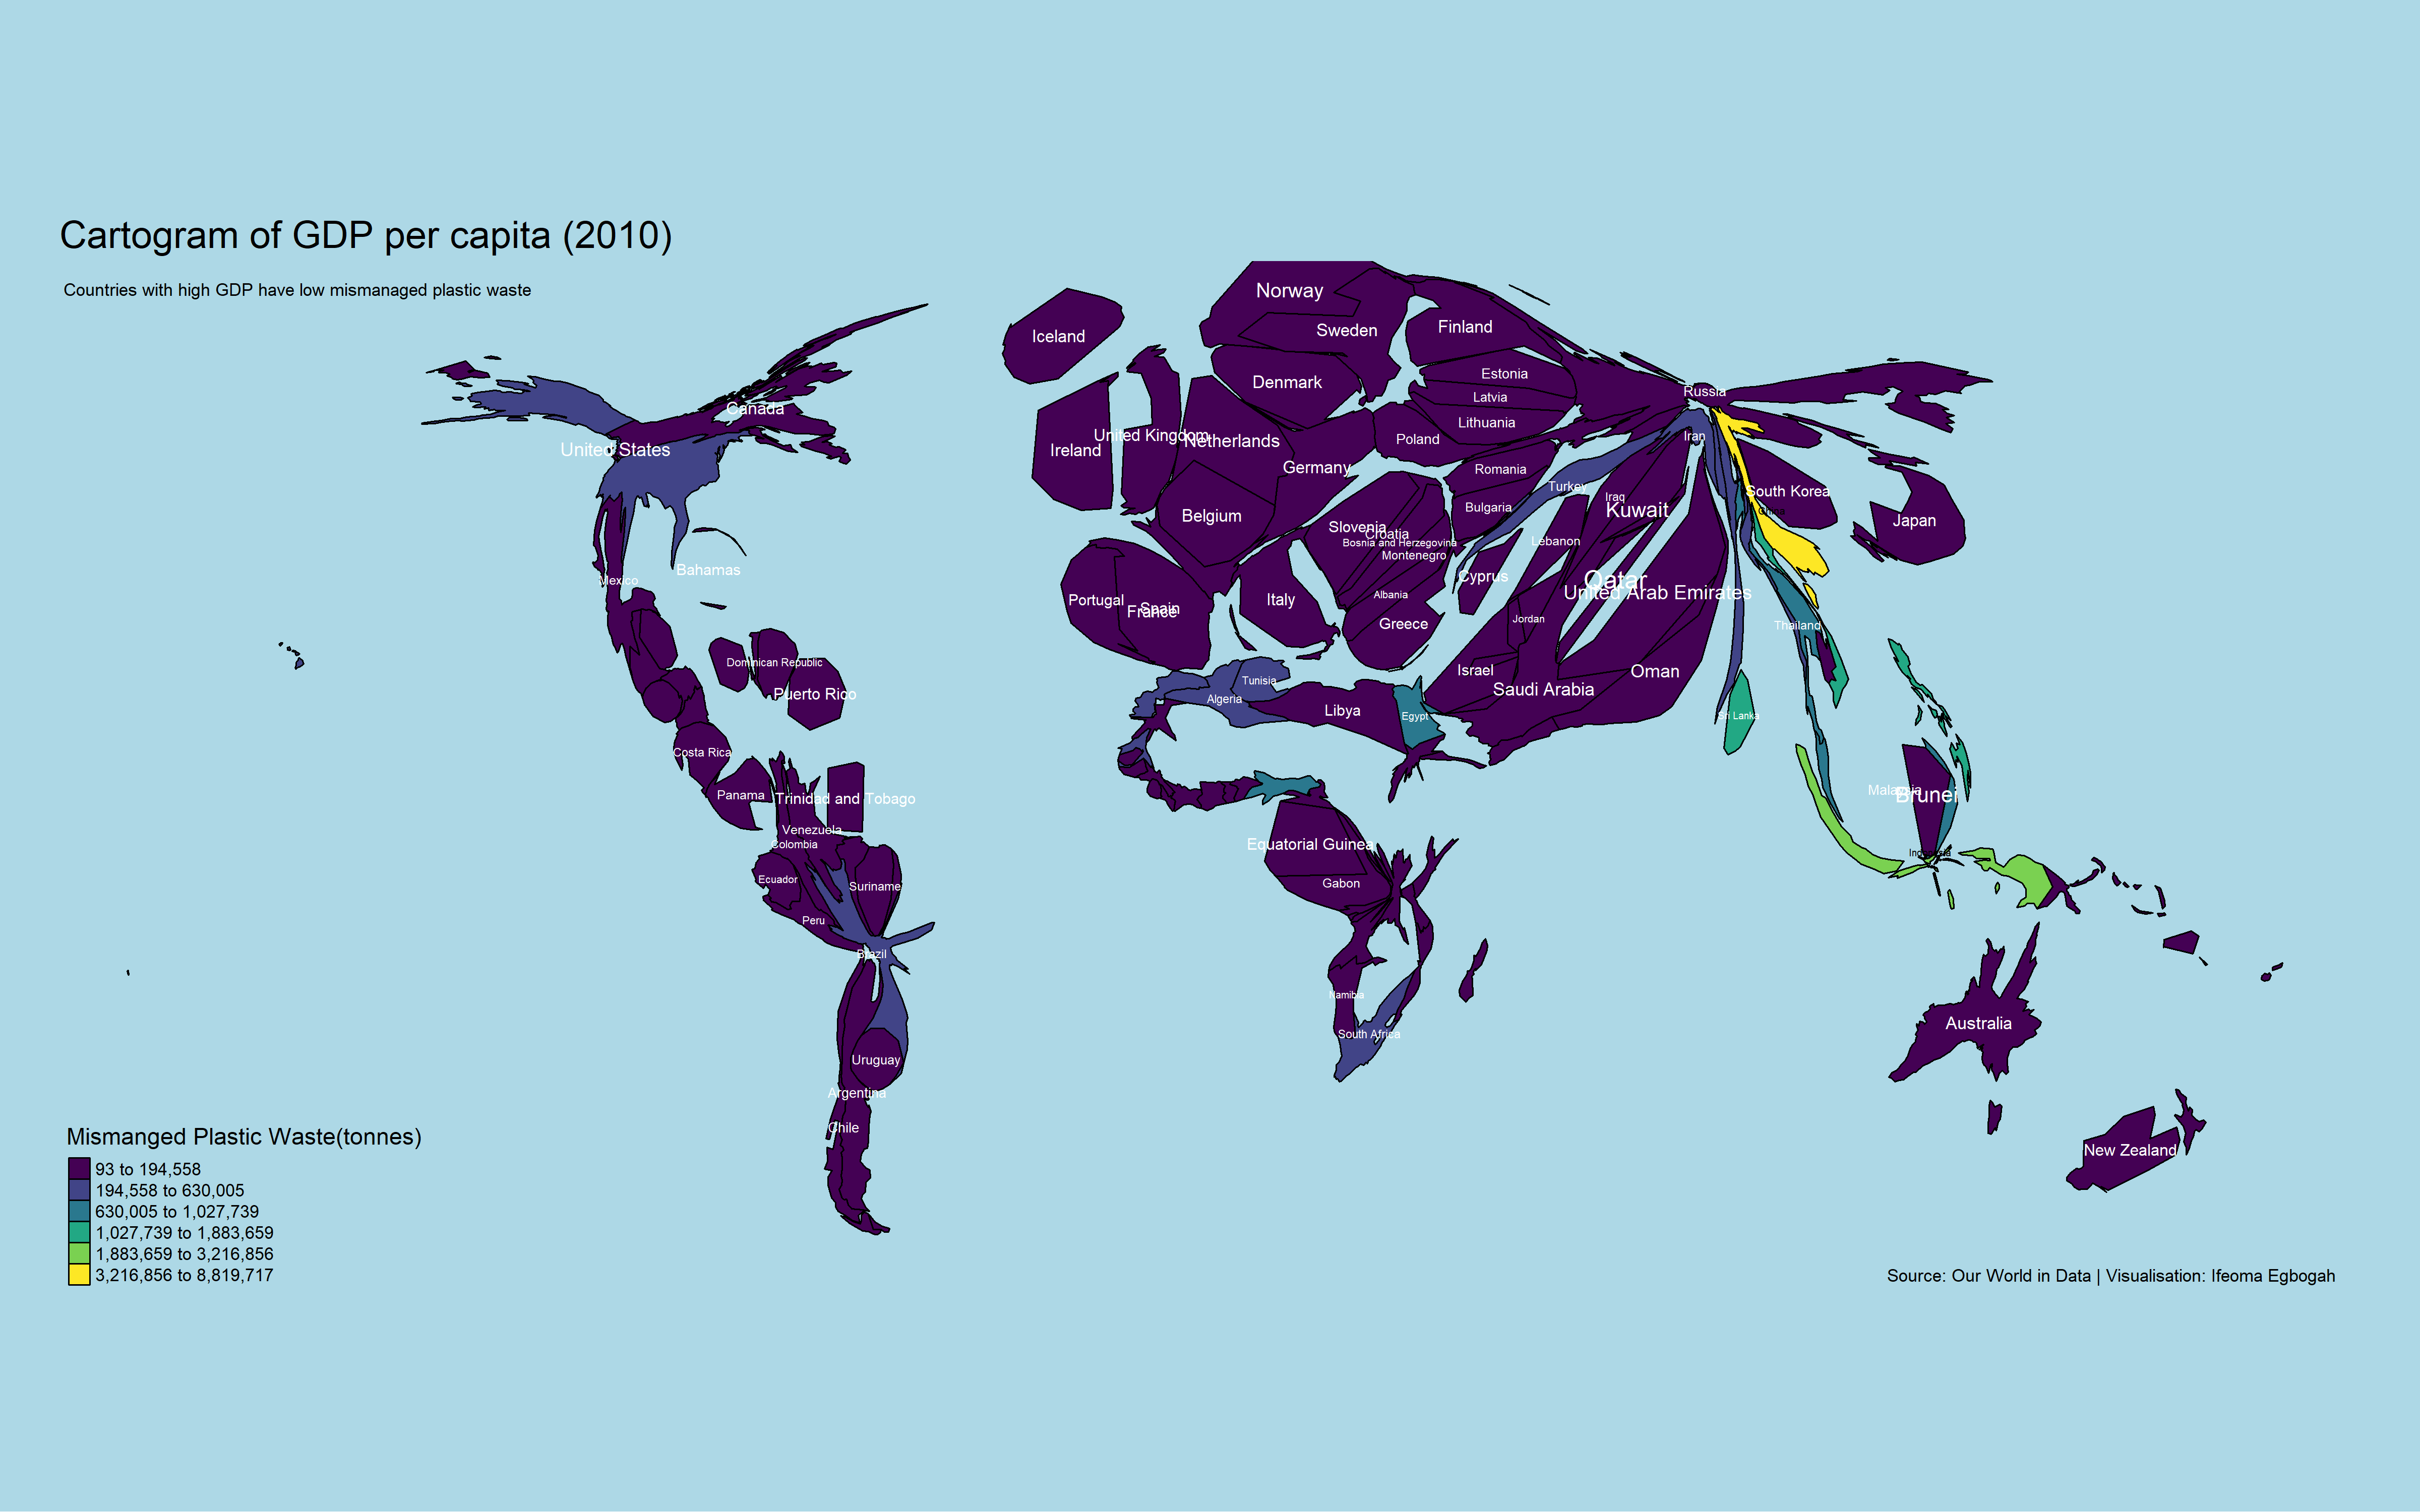 Cartogram of GDP per capita (2010)
Countries with high GDP have low mismanaged plastic waste
Norway
Iceland
Sweden
Finland
Denmark
Estonia
Latvia
Lithuania
Russia
Canada
United States
Ireland
United Kingdom
Netherlands
Poland
Germany
Iran
Romania
Turkey
South Korea
Iraq
Kuwait
Bulgaria
China
Belgium
Japan
Slovenia
Croatia
Bosnia and Herzegovina
Lebanon
Montenegro
Bahamas
Mexico
Cyprus
Qatar
United Arab Emirates
Albania
Portugal
Spain
France
Italy
Greece
Jordan
Thailand
Dominican Republic
Israel
Oman
Tunisia
Saudi Arabia
Puerto Rico
Algeria
Libya
Egypt
Sri Lanka
Costa Rica
Panama
Trinidad and Tobago
Malaysia
Brunei
Venezuela
Colombia
Equatorial Guinea
Indonesia
Ecuador
Suriname
Gabon
Peru
Brazil
Namibia
South Africa
Australia
Uruguay
Argentina
Chile
New Zealand
Mismanged Plastic Waste(tonnes)
93 to 194,558
194,558 to 630,005
630,005 to 1,027,739
1,027,739 to 1,883,659
1,883,659 to 3,216,856
3,216,856 to 8,819,717
Source: Our World in Data | Visualisation: Ifeoma Egbogah